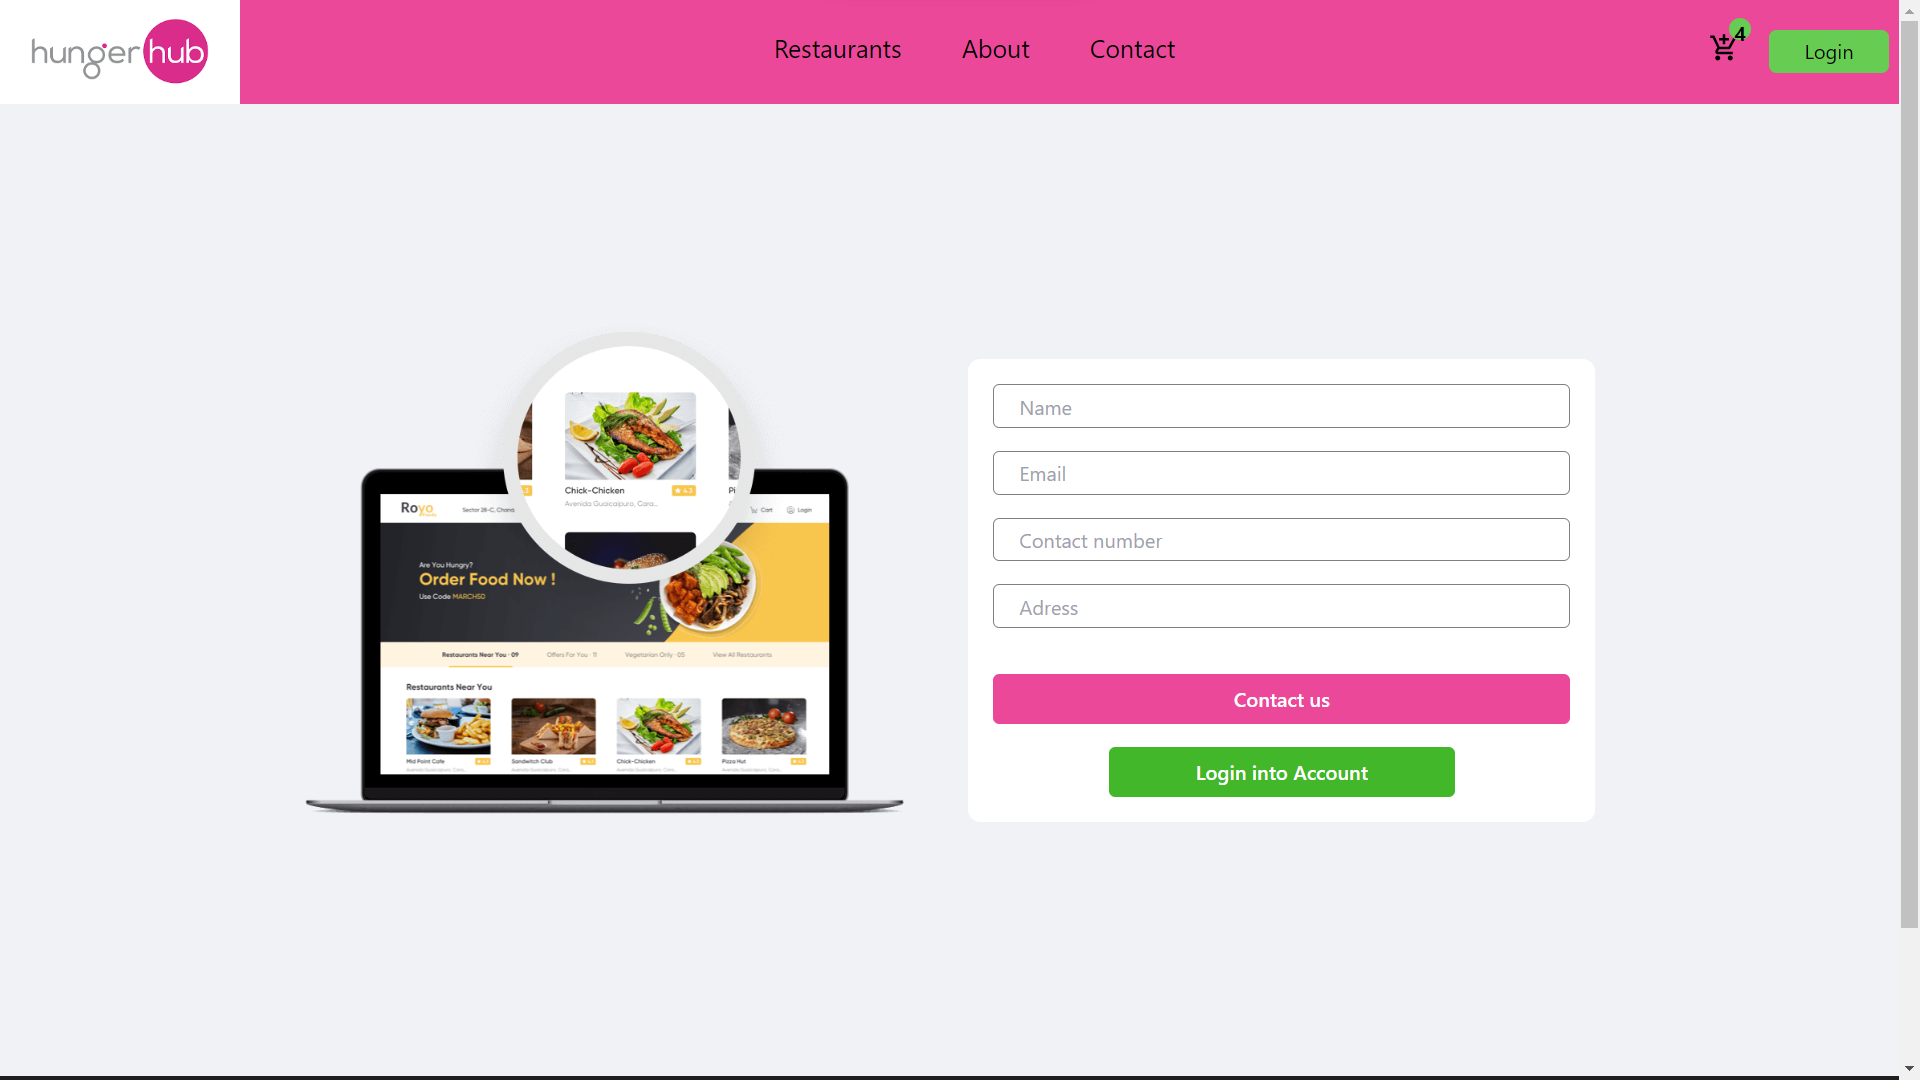 hungerhub
Restaurants
About
Contact
4
Login
Chick-Chicken
4.3
Avenida Guaicaipuro, Cara...
Royo
Sector 28-C, Chand
Cart
Login
Are You Hungry?
Order Food Now !
Use Code MARCH50
Restaurants Near You · 09
Offers For You · 11
Vegetarian Only · 05
View All Restaurants
Restaurants Near You
Mid Point Cafe
Sandwitch Club
Chick-Chicken
Pizza Hut
Name
Email
Contact number
Adress
Contact us
Login into Account